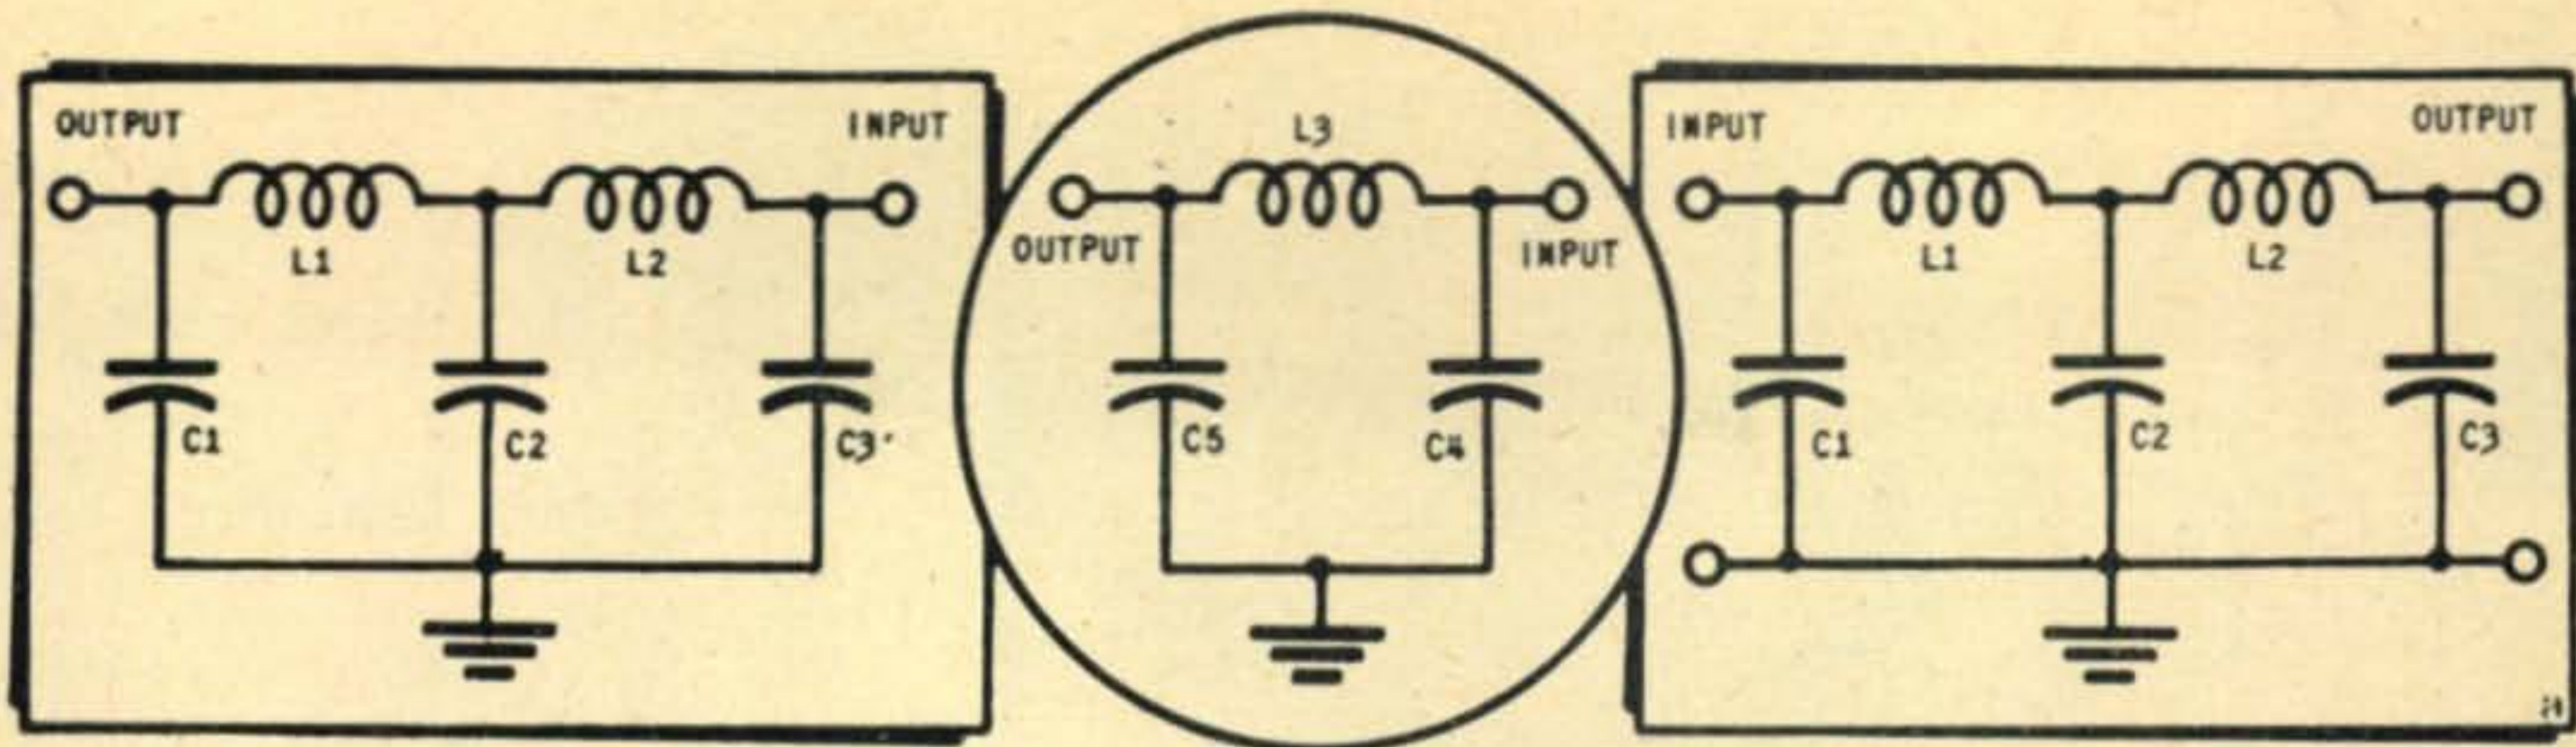 OUTPUT
INPUT
L1
L2
C1
C2
C3
L3
OUTPUT
INPUT
C5
C4
INPUT
OUTPUT
L1
L2
C1
C2
C3